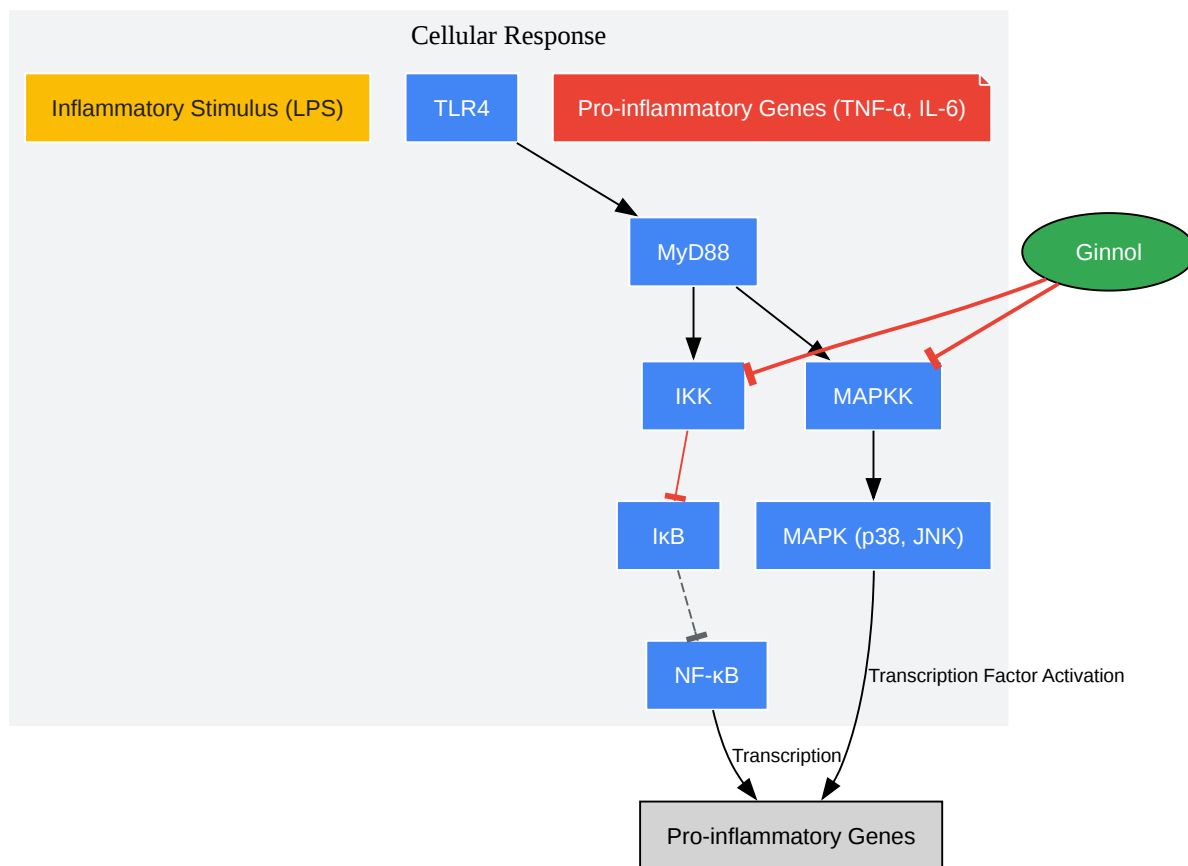 Cellular Response
Inflammatory Stimulus (LPS)
TLR4
Pro-inflammatory Genes (TNF-α, IL-6)
MyD88
Ginnol
IKK
MAPKK
IκB
MAPK (p38, JNK)
NF-κB
Transcription Factor Activation
Transcription
Pro-inflammatory Genes